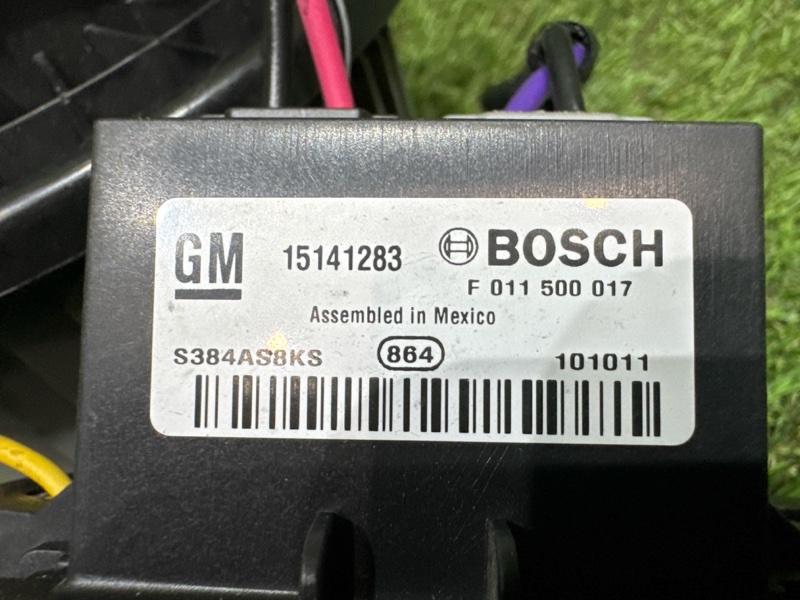 GM 15141283 BOSCH
F 011 500 017
Assembled in Mexico
S384AS8KS 864 101011